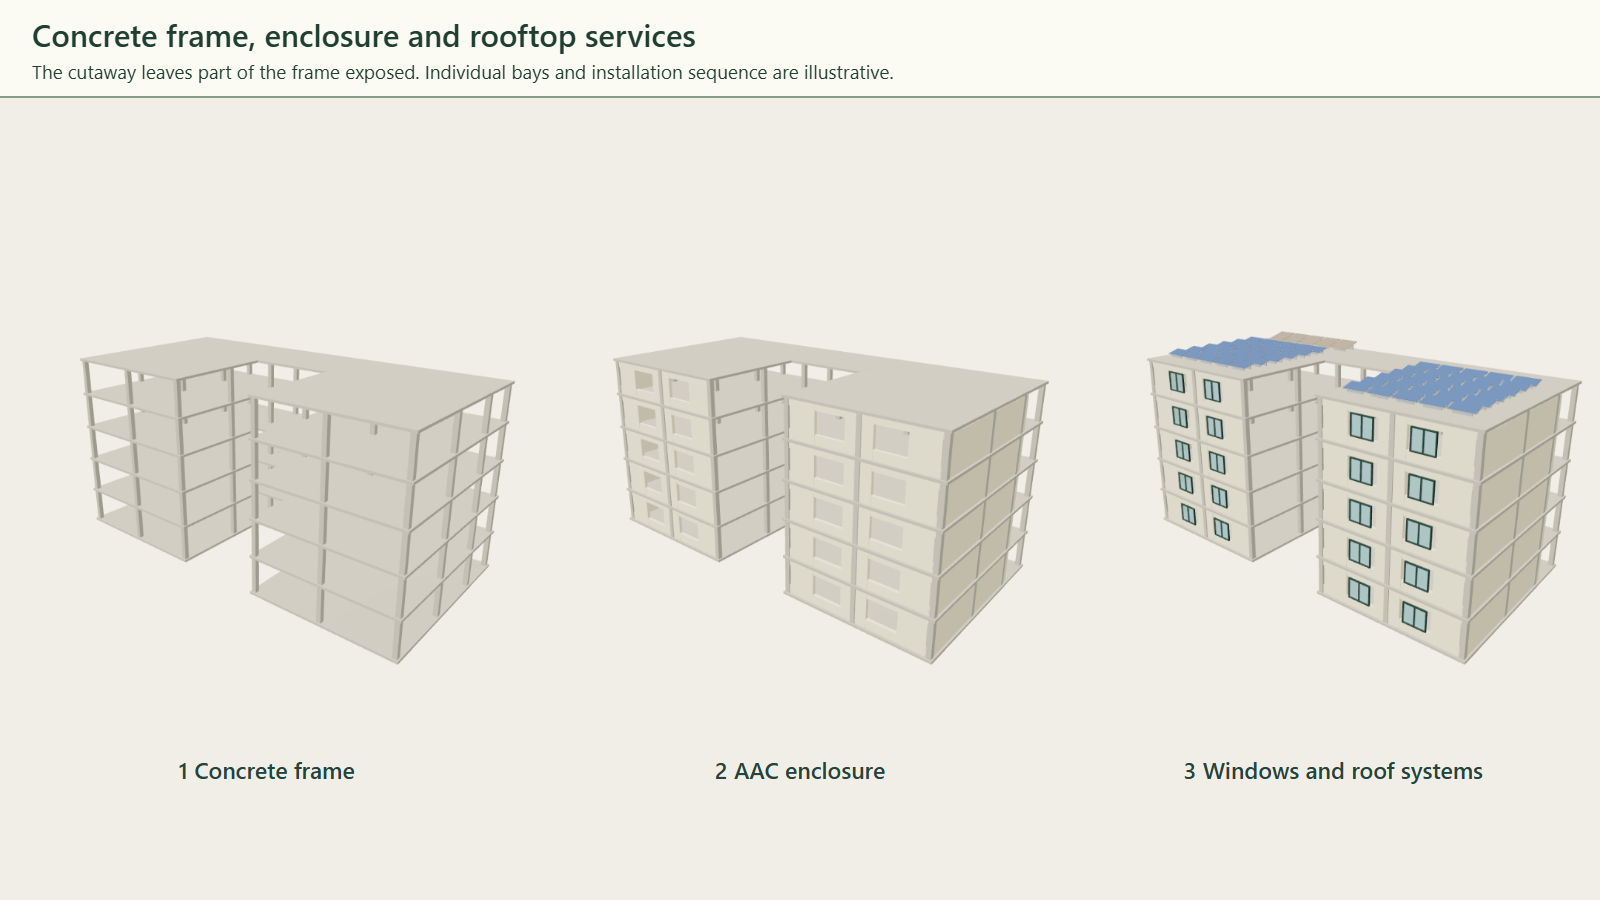 Concrete frame, enclosure and rooftop services
The cutaway leaves part of the frame exposed. Individual bays and installation sequence are illustrative.
1 Concrete frame
2 AAC enclosure
3 Windows and roof systems